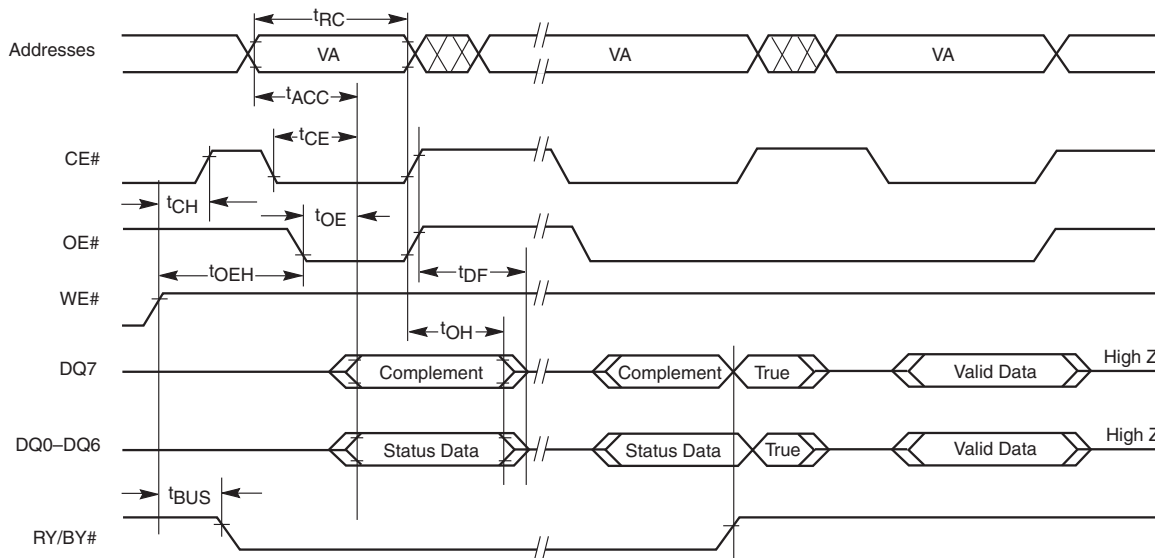 tRC
Addresses VA VA VA
tACC
tCE
CE#
tCH
tOE
OE#
tOEH tDF
WE#
tOH
DQ7 Complement Complement True Valid Data High Z
DQ0–DQ6 Status Data Status Data True Valid Data High Z
tBUS
RY/BY#